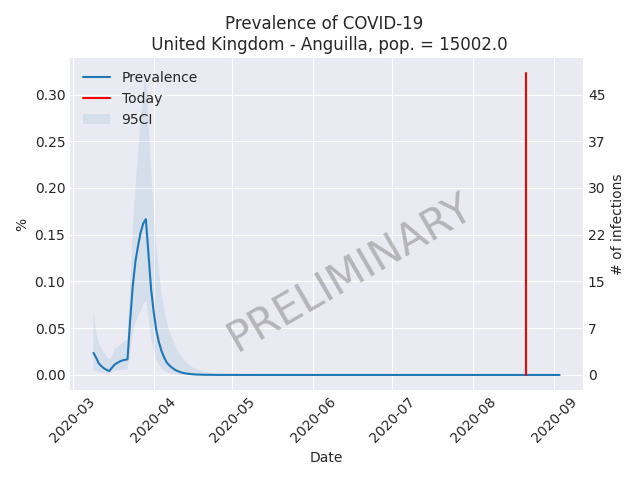 Prevalence of COVID-19
United Kingdom - Anguilla, pop. = 15002.0
Prevalence
Today
95CI
0.30
0.25
0.20
0.15
0.10
0.05
0.00
%
45
37
30
22
15
7
0
# of infections
PRELIMINARY
2020-03
2020-04
2020-05
2020-06
2020-07
2020-08
2020-09
Date